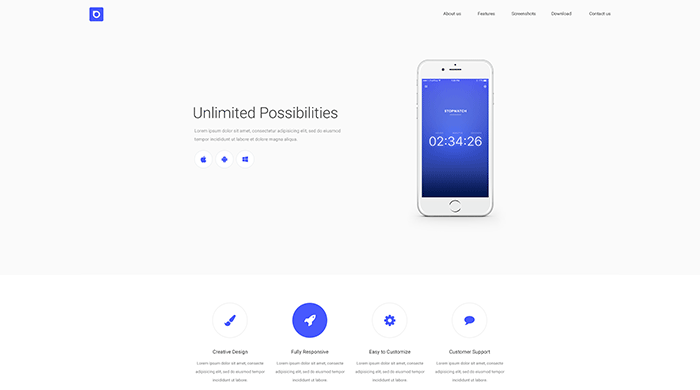 About us
Features
Screenshots
Download
Contact us
Unlimited Possibilities
Lorem ipsum dolor sit amet, consectetur adipiscing elit, sed do eiusmod
tempor incididunt ut labore et dolore magna aliqua.
STOPWATCH
02:34:26
Creative Design
Lorem ipsum dolor sit amet, consecte
adipiscing elit, sed do eiusmod tempor
incididunt ut labore.
Fully Responsive
Lorem ipsum dolor sit amet, consecte
adipiscing elit, sed do eiusmod tempor
incididunt ut labore.
Easy to Customize
Lorem ipsum dolor sit amet, consecte
adipiscing elit, sed do eiusmod tempor
incididunt ut labore.
Customer Support
Lorem ipsum dolor sit amet, consecte
adipiscing elit, sed do eiusmod tempor
incididunt ut labore.